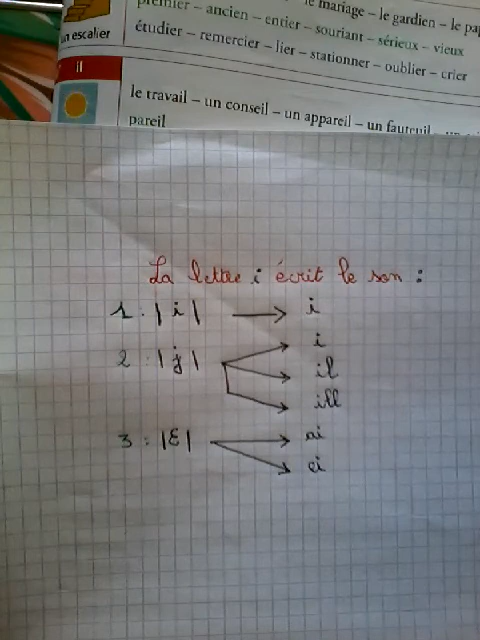 le mariage – le gardien – le
premier – ancien – entier – souriant – sérieux – vieux
étudier – remercier – lier – stationner – oublier – crier
un escalier
il
le travail – un conseil – un appareil – un fauteuil –
pareil
La lettre i écrit le son :
1 : | i | → i
2 : | j | → i
→ il
→ ill
3 : | ɛ | → ai
→ ei